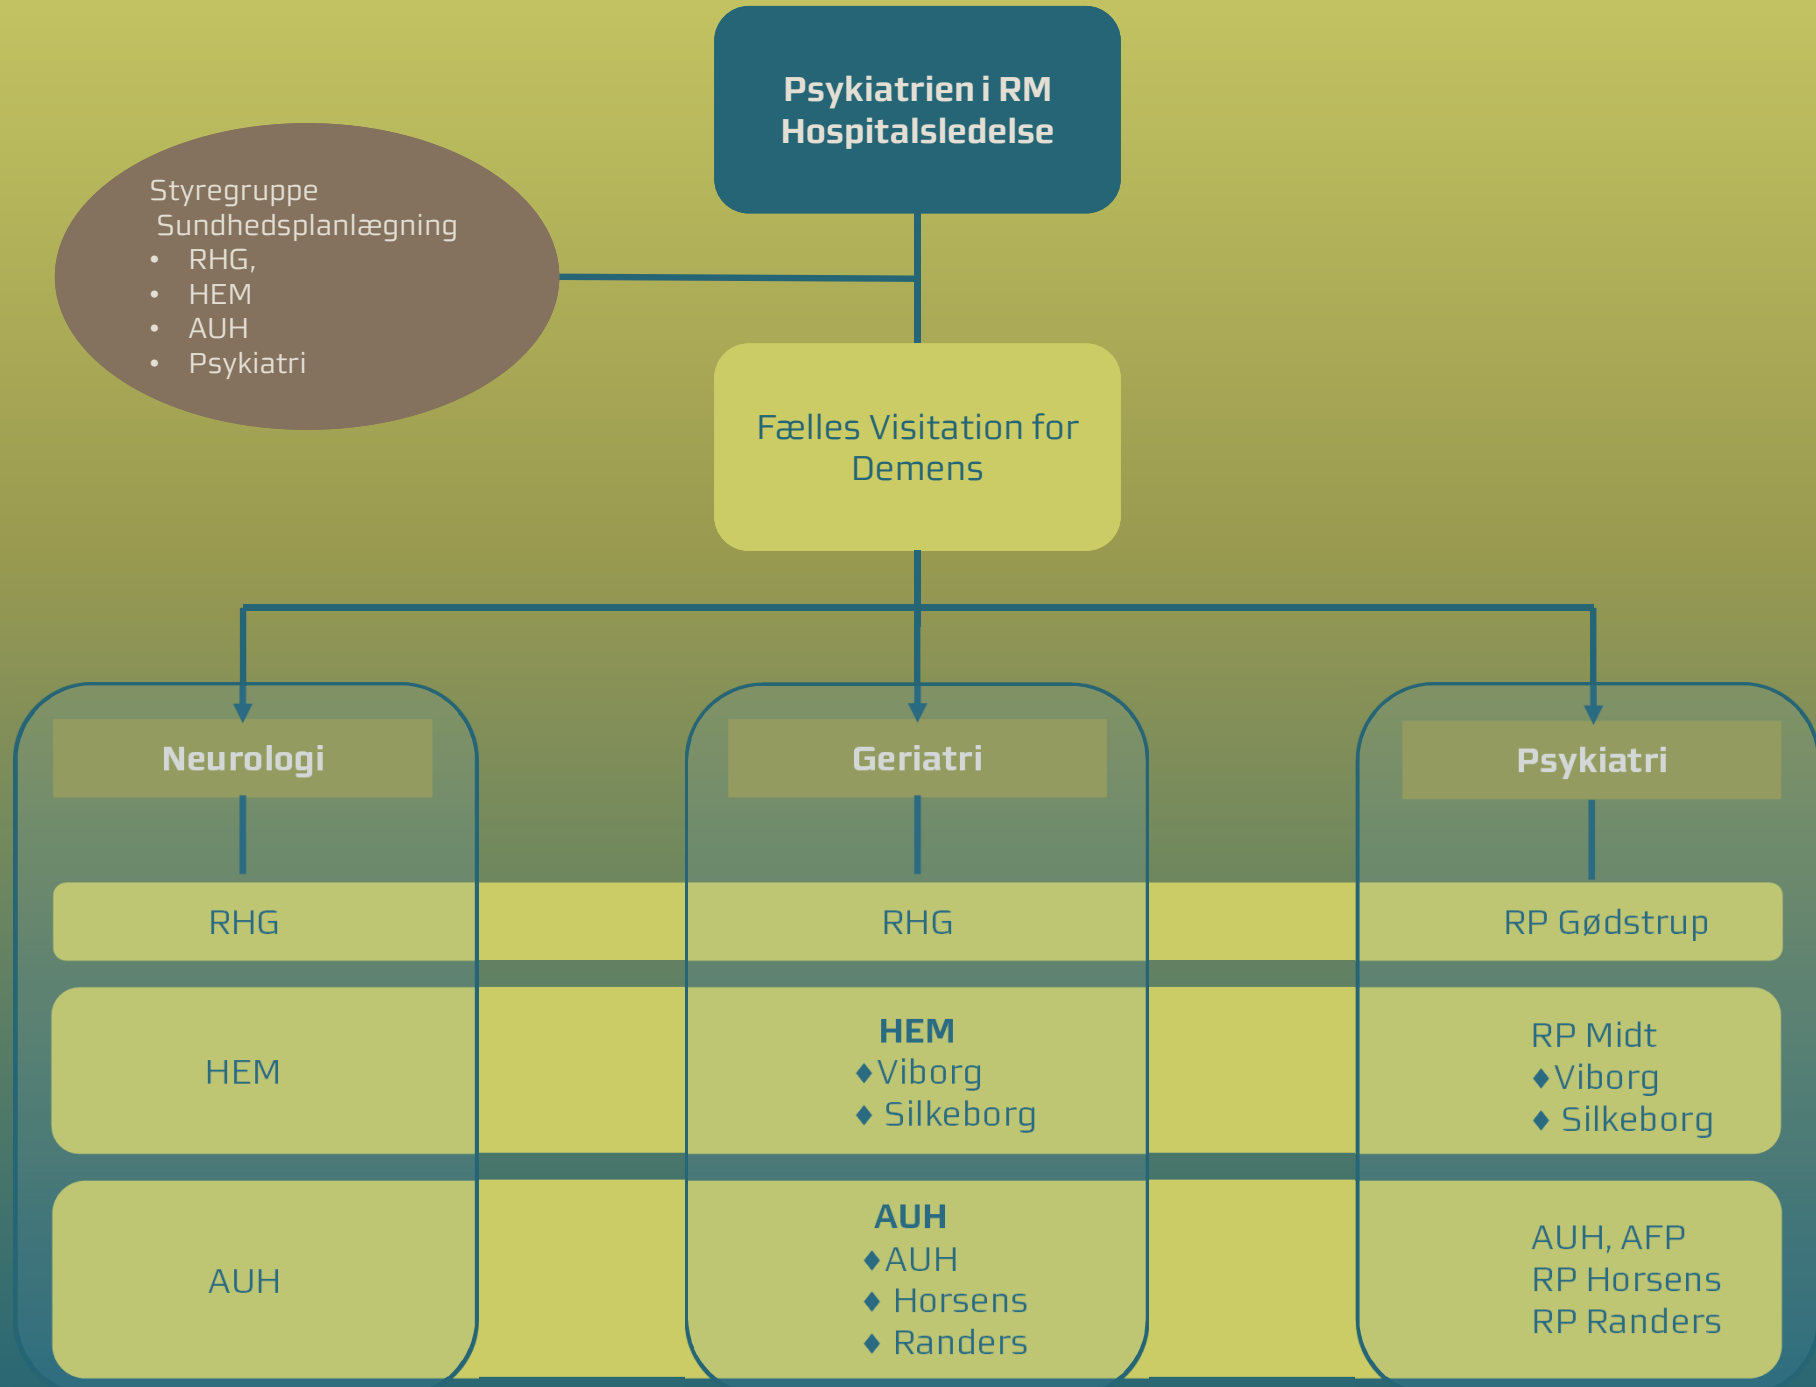 Psykiatrien i RM
Hospitalsledelse
Styregruppe
Sundhedsplanlægning
• RHG,
• HEM
• AUH
• Psykiatri
Fælles Visitation for
Demens
Neurologi
Geriatri
Psykiatri
RHG
RHG
RP Gødstrup
HEM
HEM
♦Viborg
♦ Silkeborg
RP Midt
♦Viborg
♦ Silkeborg
AUH
AUH
♦AUH
♦ Horsens
♦ Randers
AUH, AFP
RP Horsens
RP Randers